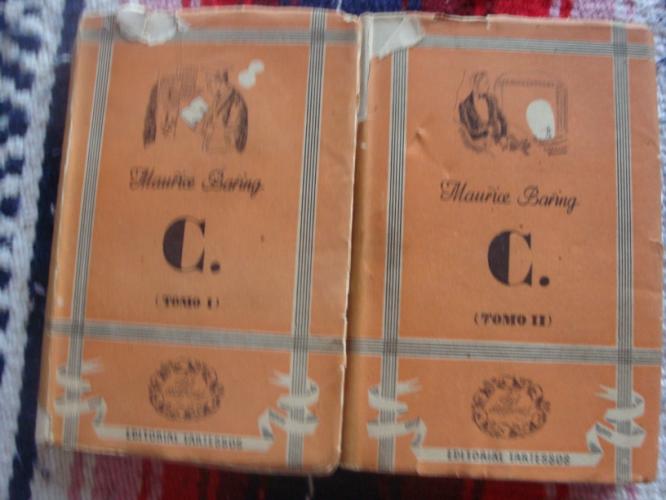 Maurice Baring
C.
(TOMO I)
EDITORIAL TARTESSOS
Maurice Baring
C.
(TOMO II)
EDITORIAL TARTESSOS